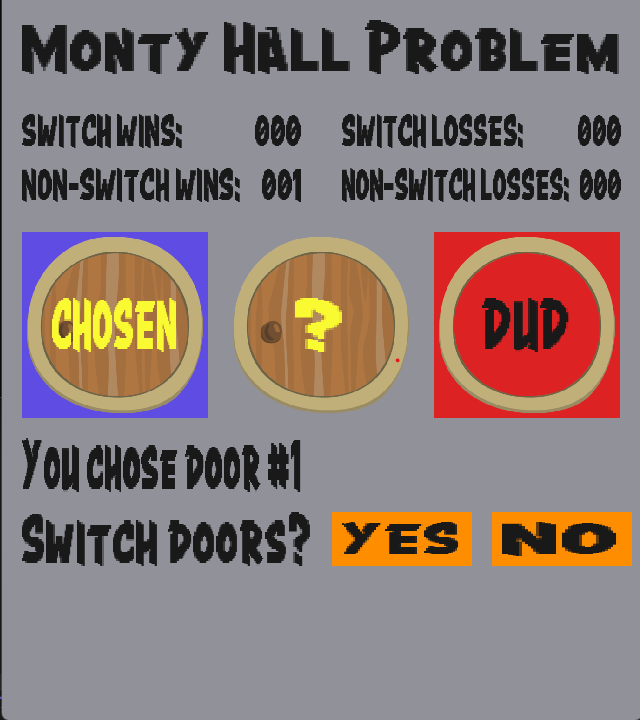 Monty Hall Problem
Switch Wins: 000 Switch Losses: 000
Non-Switch Wins: 001 Non-Switch Losses: 000
CHOSEN ? DUD
You chose door #1
Switch doors? YES NO